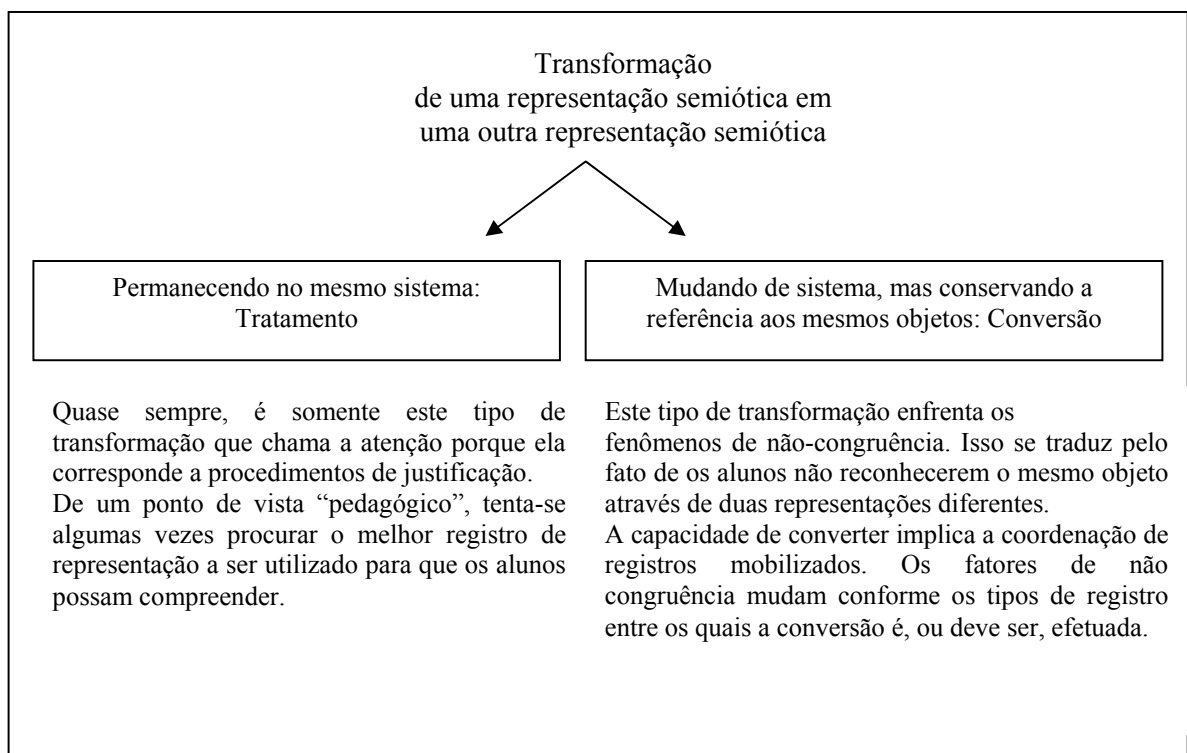 Transformação
de uma representação semiótica em
uma outra representação semiótica
Permanecendo no mesmo sistema:
Tratamento
Mudando de sistema, mas conservando a
referência aos mesmos objetos: Conversão
Quase sempre, é somente este tipo de
transformação que chama a atenção porque ela
corresponde a procedimentos de justificação.
De um ponto de vista “pedagógico”, tenta-se
algumas vezes procurar o melhor registro de
representação a ser utilizado para que os alunos
possam compreender.
Este tipo de transformação enfrenta os
fenômenos de não-congruência. Isso se traduz pelo
fato de os alunos não reconhecerem o mesmo objeto
através de duas representações diferentes.
A capacidade de converter implica a coordenação de
registros mobilizados. Os fatores de não
congruência mudam conforme os tipos de registro
entre os quais a conversão é, ou deve ser, efetuada.